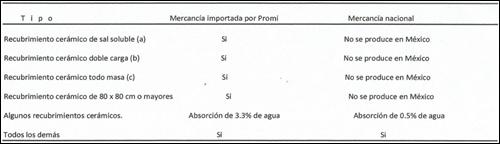 T i p o Mercancía importada por Promi Mercancía nacional
Recubrimiento cerámico de sal soluble (a) Sí No se produce en México
Recubrimiento cerámico doble carga (b) Sí No se produce en México
Recubrimiento cerámico todo masa (c) Sí No se produce en México
Recubrimiento cerámico de 80 x 80 cm o mayores Sí No se produce en México
Algunos recubrimientos cerámicos. Absorción de 3.3% de agua Absorción de 0.5% de agua
Todos los demás Sí Sí